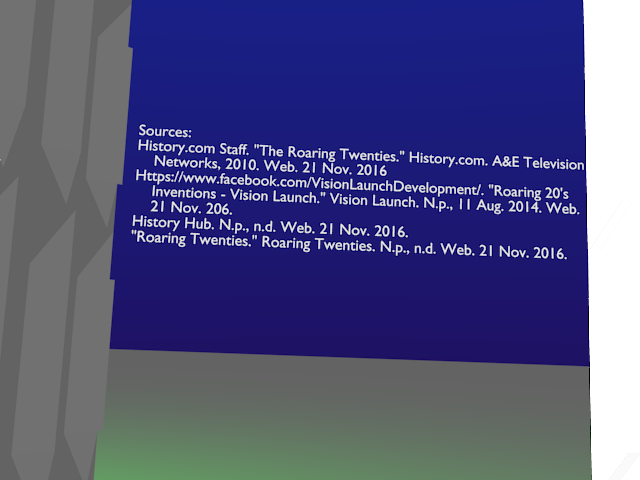 Sources:
History.com Staff. "The Roaring Twenties." History.com. A&E Television
Networks, 2010. Web. 21 Nov. 2016
Https://www.facebook.com/VisionLaunchDevelopment/. "Roaring 20's
Inventions - Vision Launch." Vision Launch. N.p., 11 Aug. 2014. Web.
21 Nov. 206.
History Hub. N.p., n.d. Web. 21 Nov. 2016.
"Roaring Twenties." Roaring Twenties. N.p., n.d. Web. 21 Nov. 2016.